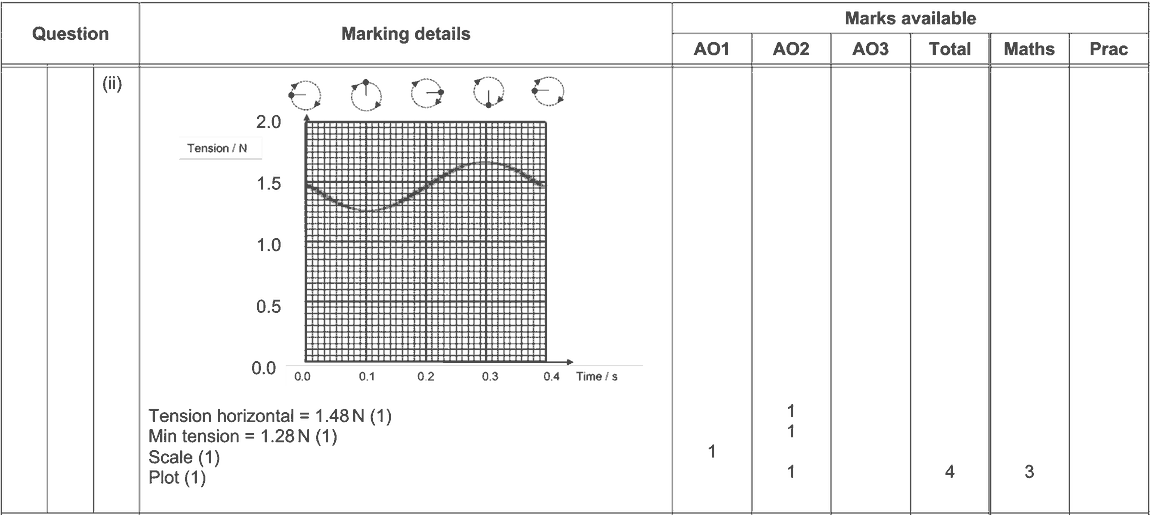 Question
Marking details
Marks available
AO1 AO2 AO3 Total Maths Prac
(ii)
2.0
Tension / N
1.5
1.0
0.5
0.0
0.0 0.1 0.2 0.3 0.4 Time / s
Tension horizontal = 1.48 N (1) 1
Min tension = 1.28 N (1) 1
Scale (1) 1
Plot (1) 1 4 3